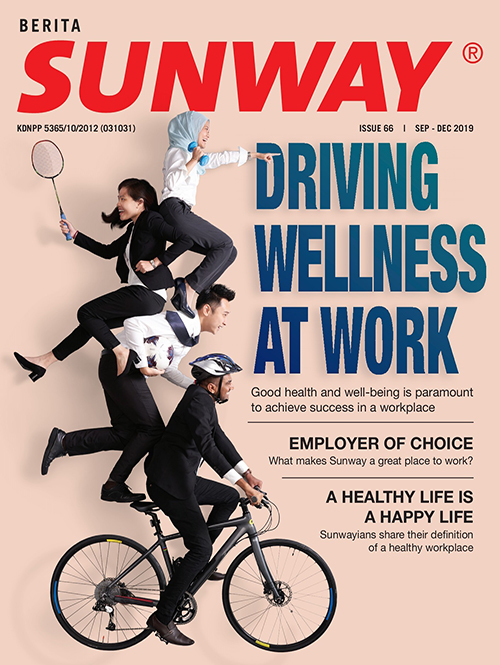 BERITA
SUNWAY®
KDNPP 5365/10/2012 (031031)
ISSUE 66 I SEP - DEC 2019
DRIVING
WELLNESS
AT WORK
Good health and well-being is paramount
to achieve success in a workplace
EMPLOYER OF CHOICE
What makes Sunway a great place to work?
A HEALTHY LIFE IS
A HAPPY LIFE
Sunwayians share their definition
of a healthy workplace